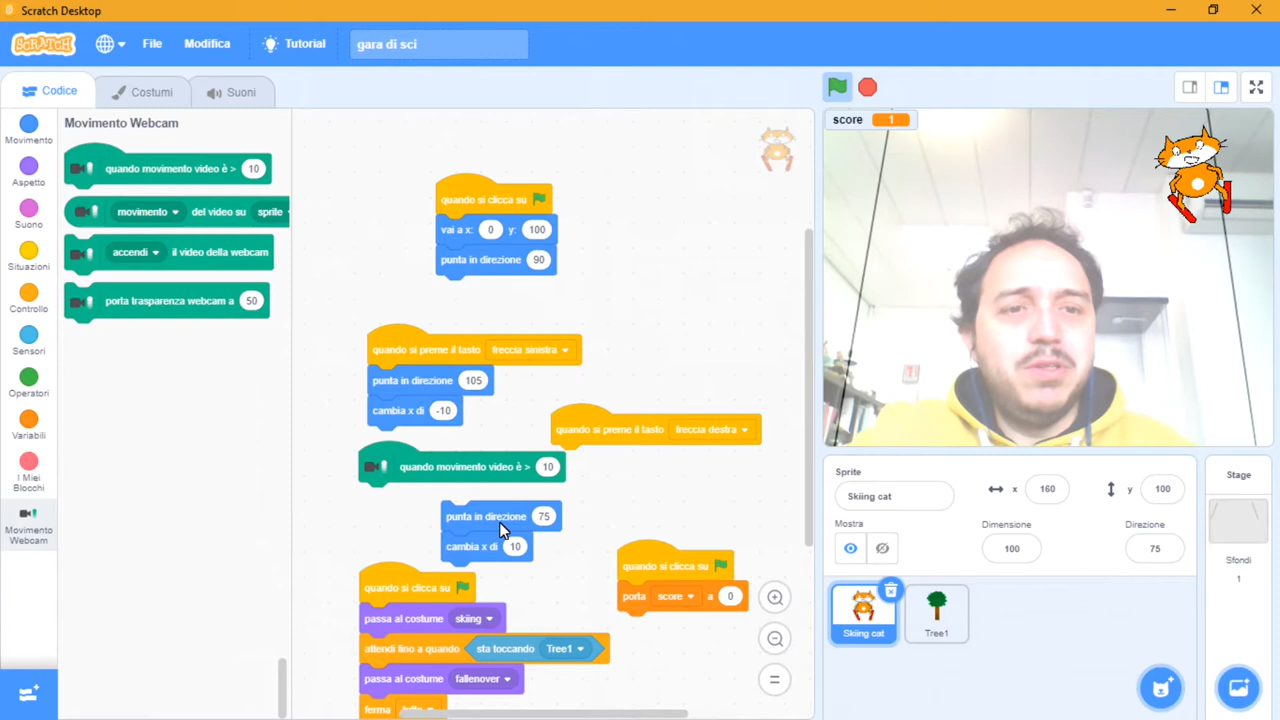 Scratch Desktop
SCRATCH File Modifica Tutorial gara di sci
Codice Costumi Suoni
Movimento
Aspetto
Suono
Situazioni
Controllo
Sensori
Operatori
Variabili
I Miei
Blocchi
Movimento
Webcam
Movimento Webcam
quando movimento video è > 10
movimento del video su sprite
accendi il video della webcam
porta trasparenza webcam a 50
quando si clicca su
vai a x: 0 y: 100
punta in direzione 90
quando si preme il tasto freccia sinistra
punta in direzione 105
cambia x di -10
quando si preme il tasto freccia destra
quando movimento video è > 10
punta in direzione 75
cambia x di 10
quando si clicca su
passa al costume skiing
attendi fino a quando sta toccando Tree1
passa al costume fallenover
ferma
quando si clicca su
porta score a 0
score 1
Sprite
Skiing cat
x 160 y 100
Mostra
Dimensione
100
Direzione
75
Skiing cat
Tree1
Stage
Sfondi
1